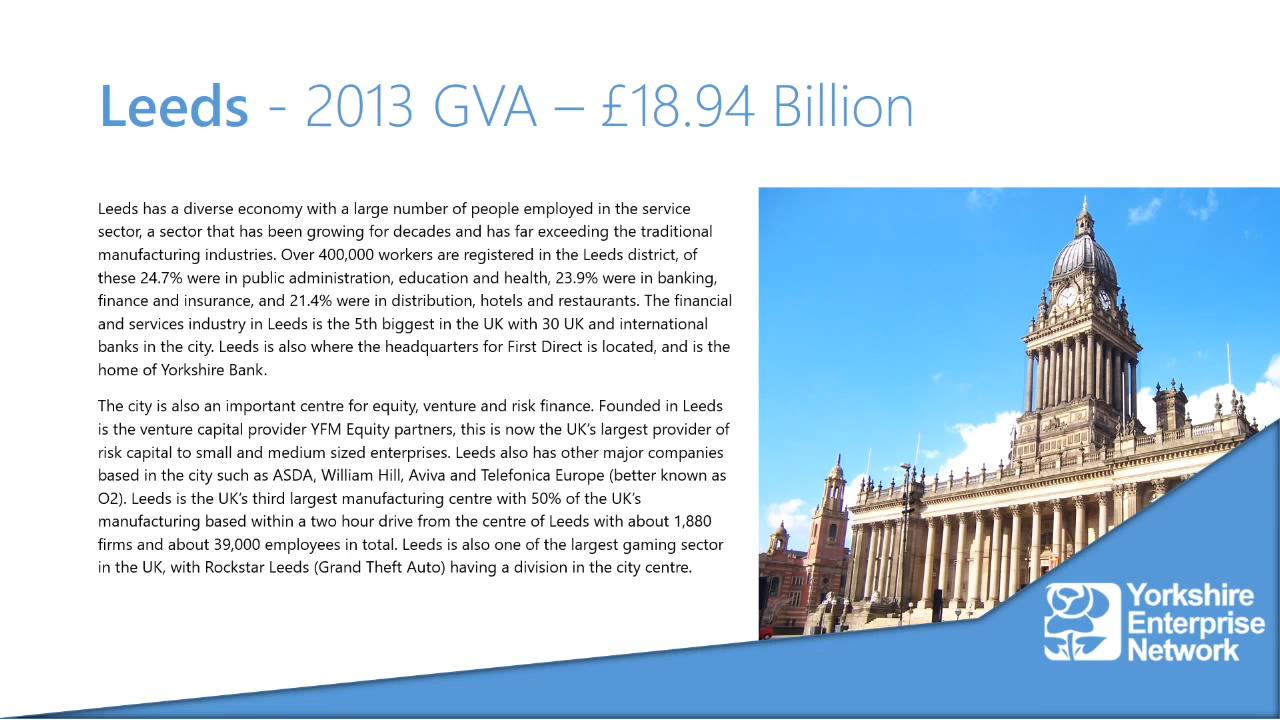 Leeds - 2013 GVA – £18.94 Billion
Leeds has a diverse economy with a large number of people employed in the service
sector, a sector that has been growing for decades and has far exceeding the traditional
manufacturing industries. Over 400,000 workers are registered in the Leeds district, of
these 24.7% were in public administration, education and health, 23.9% were in banking,
finance and insurance, and 21.4% were in distribution, hotels and restaurants. The financial
and services industry in Leeds is the 5th biggest in the UK with 30 UK and international
banks in the city. Leeds is also where the headquarters for First Direct is located, and is the
home of Yorkshire Bank.
The city is also an important centre for equity, venture and risk finance. Founded in Leeds
is the venture capital provider YFM Equity partners, this is now the UK’s largest provider of
risk capital to small and medium sized enterprises. Leeds also has other major companies
based in the city such as ASDA, William Hill, Aviva and Telefonica Europe (better known as
O2). Leeds is the UK’s third largest manufacturing centre with 50% of the UK’s
manufacturing based within a two hour drive from the centre of Leeds with about 1,880
firms and about 39,000 employees in total. Leeds is also one of the largest gaming sector
in the UK, with Rockstar Leeds (Grand Theft Auto) having a division in the city centre.
Yorkshire
Enterprise
Network